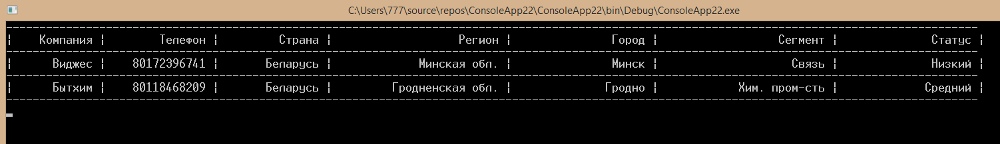 C:\Users\777\source\repos\ConsoleApp22\ConsoleApp22\bin\Debug\ConsoleApp22.exe
| Компания | Телефон | Страна | Регион | Город | Сегмент | Статус |
| Виджес | 80172396741 | Беларусь | Минская обл. | Минск | Связь | Низкий |
| Бытхим | 80118468209 | Беларусь | Гродненская обл. | Гродно | Хим. пром-сть | Средний |